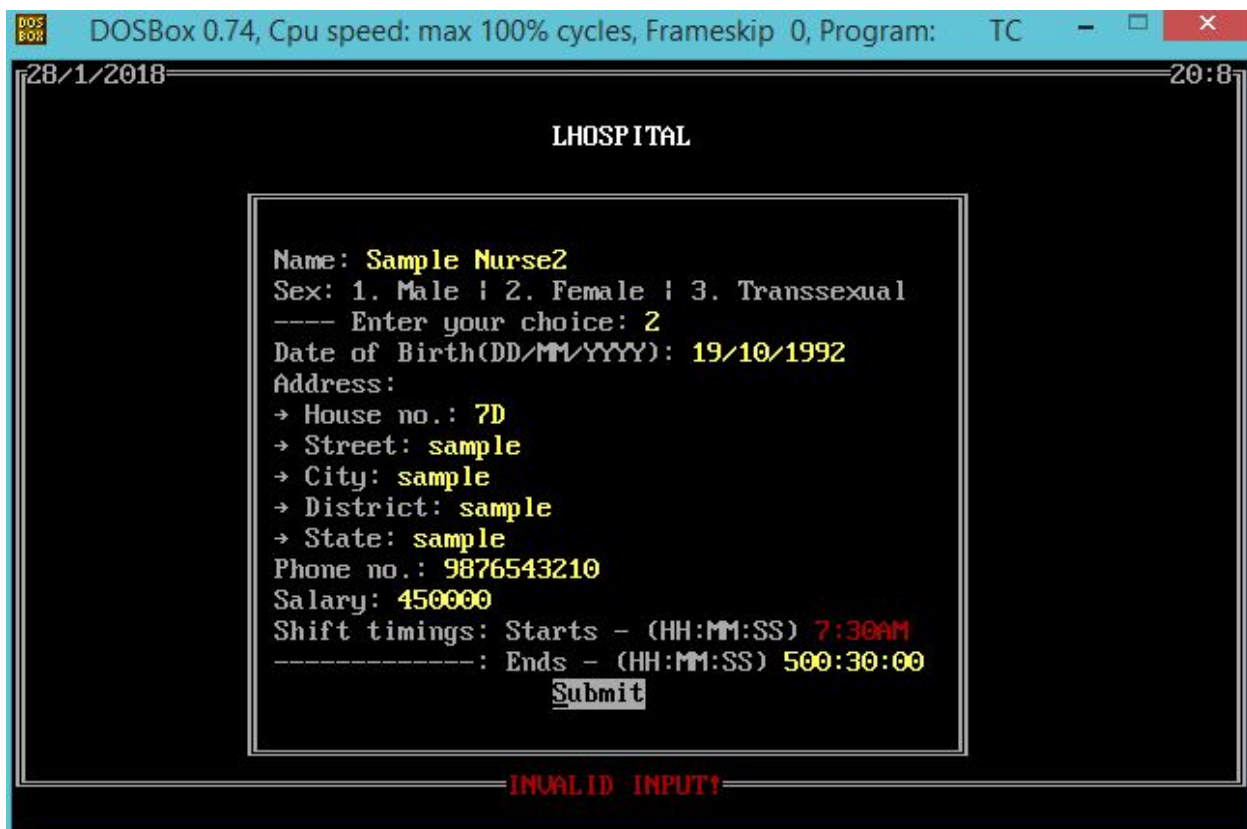 DOS BOX DOSBox 0.74, Cpu speed: max 100% cycles, Frameskip 0, Program: TC
28/1/2018 20:8
LHOSPITAL
Name: Sample Nurse2
Sex: 1. Male ¦ 2. Female ¦ 3. Transsexual
---- Enter your choice: 2
Date of Birth(DD/MM/YYYY): 19/10/1992
Address:
→ House no.: 7D
→ Street: sample
→ City: sample
→ District: sample
→ State: sample
Phone no.: 9876543210
Salary: 450000
Shift timings: Starts - (HH:MM:SS) 7:30AM
-------------: Ends - (HH:MM:SS) 500:30:00
Submit
INVALID INPUT!